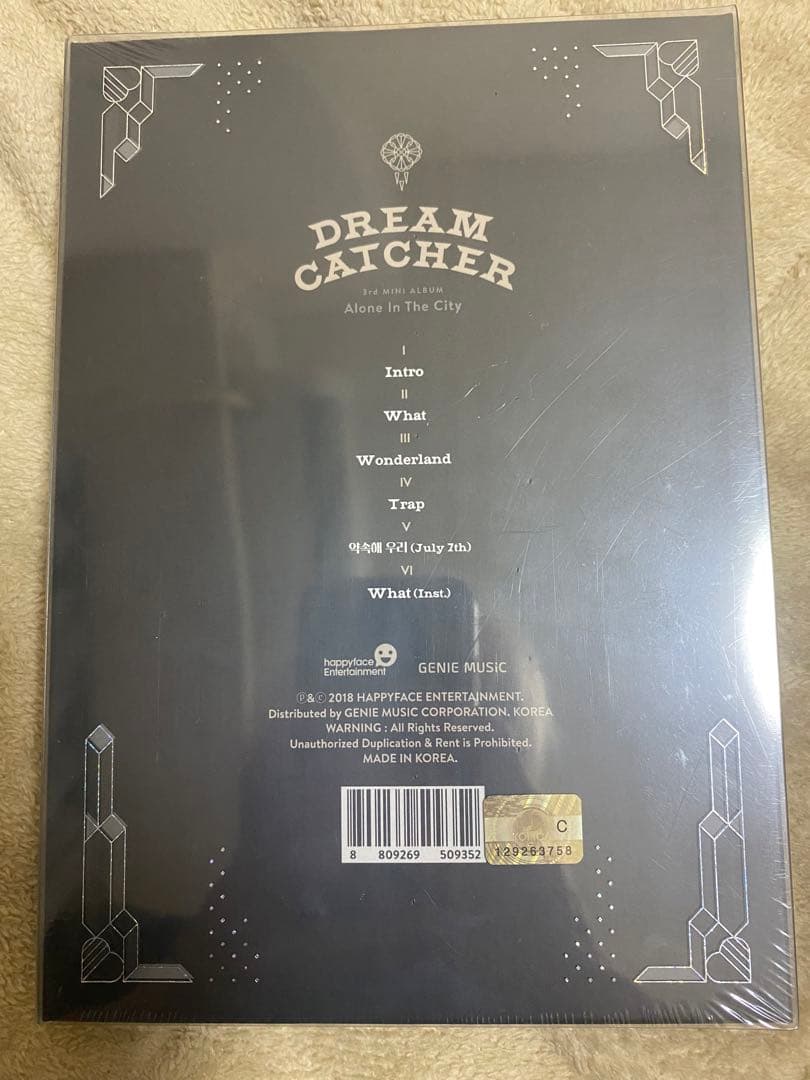 DREAM
CATCHER
3rd MINI ALBUM
Alone In The City
I
Intro
II
What
III
Wonderland
IV
Trap
V
약속해 우리 (July 7th)
VI
What (Inst.)
happyface
Entertainment
GENIE MUSIC
Ⓟ&ⓒ 2018 HAPPYFACE ENTERTAINMENT.
Distributed by GENIE MUSIC CORPORATION, KOREA
WARNING : All Rights Reserved.
Unauthorized Duplication & Rent is Prohibited.
MADE IN KOREA.
8 809269 509352
C
129263758